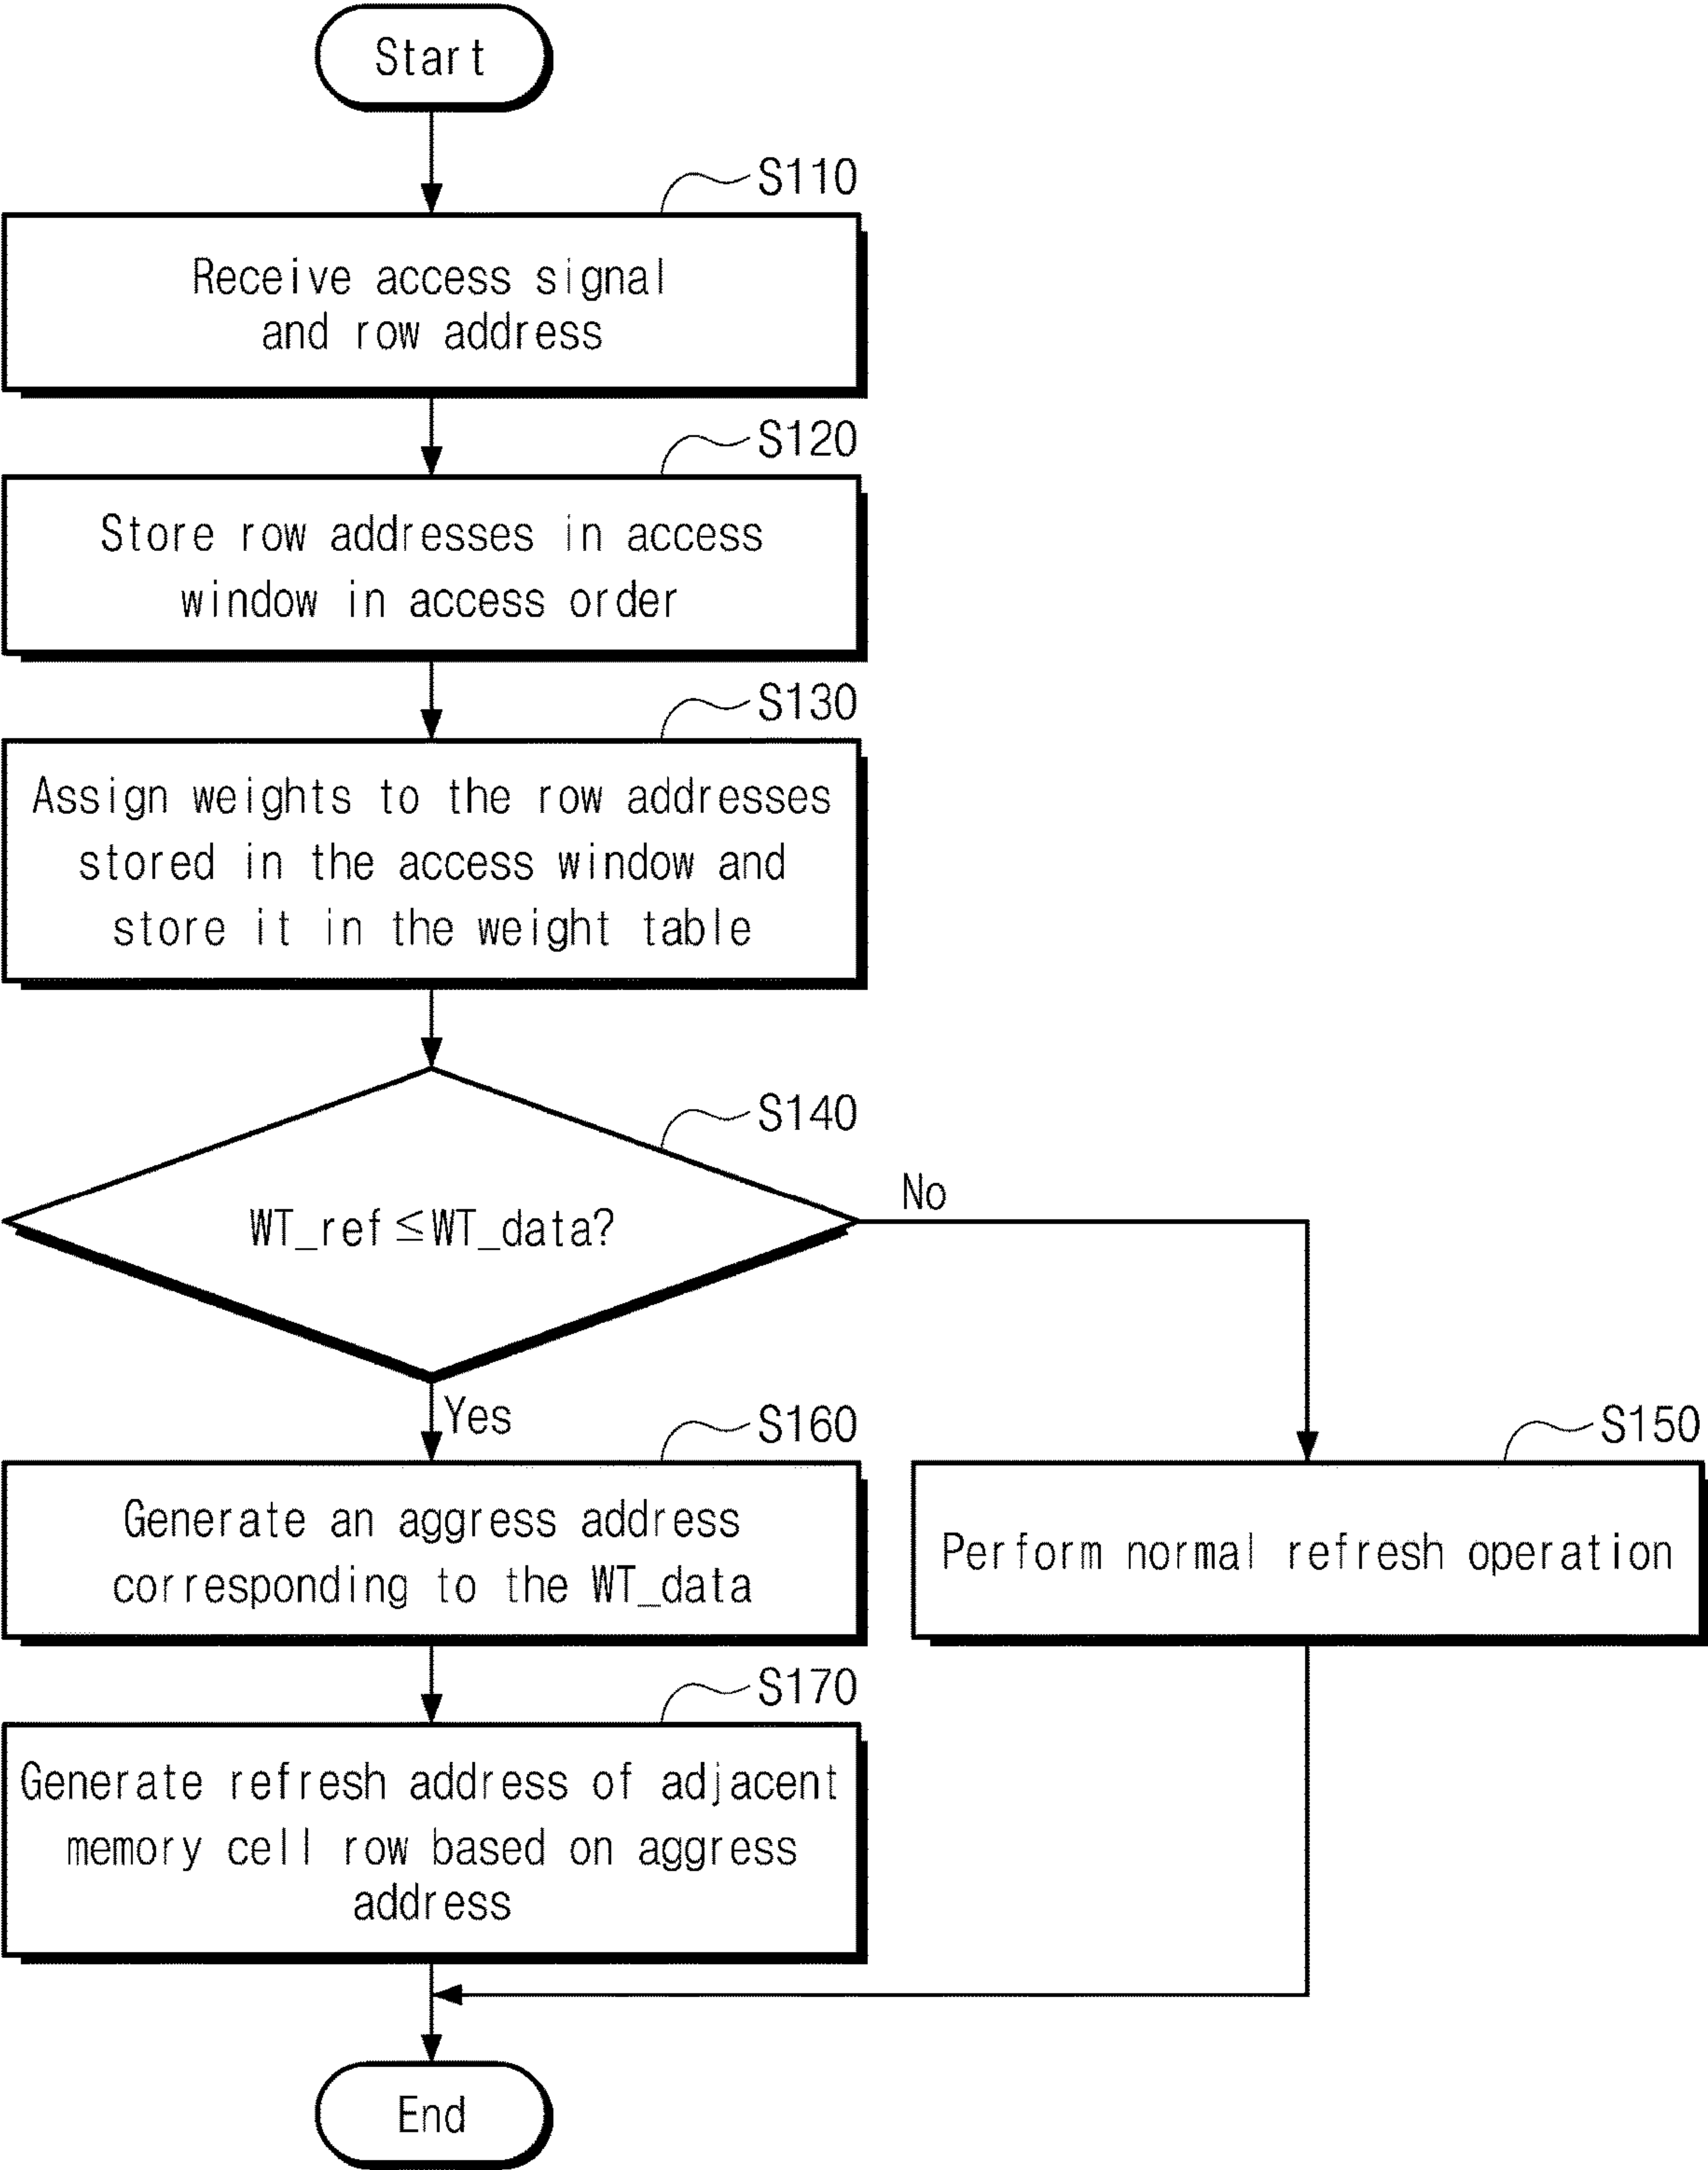 Start
S110
Receive access signal
and row address
S120
Store row addresses in access
window in access order
S130
Assign weights to the row addresses
stored in the access window and
store it in the weight table
S140
WT_ref≤WT_data?
No
Yes
S160
Generate an aggress address
corresponding to the WT_data
S150
Perform normal refresh operation
S170
Generate refresh address of adjacent
memory cell row based on aggress
address
End